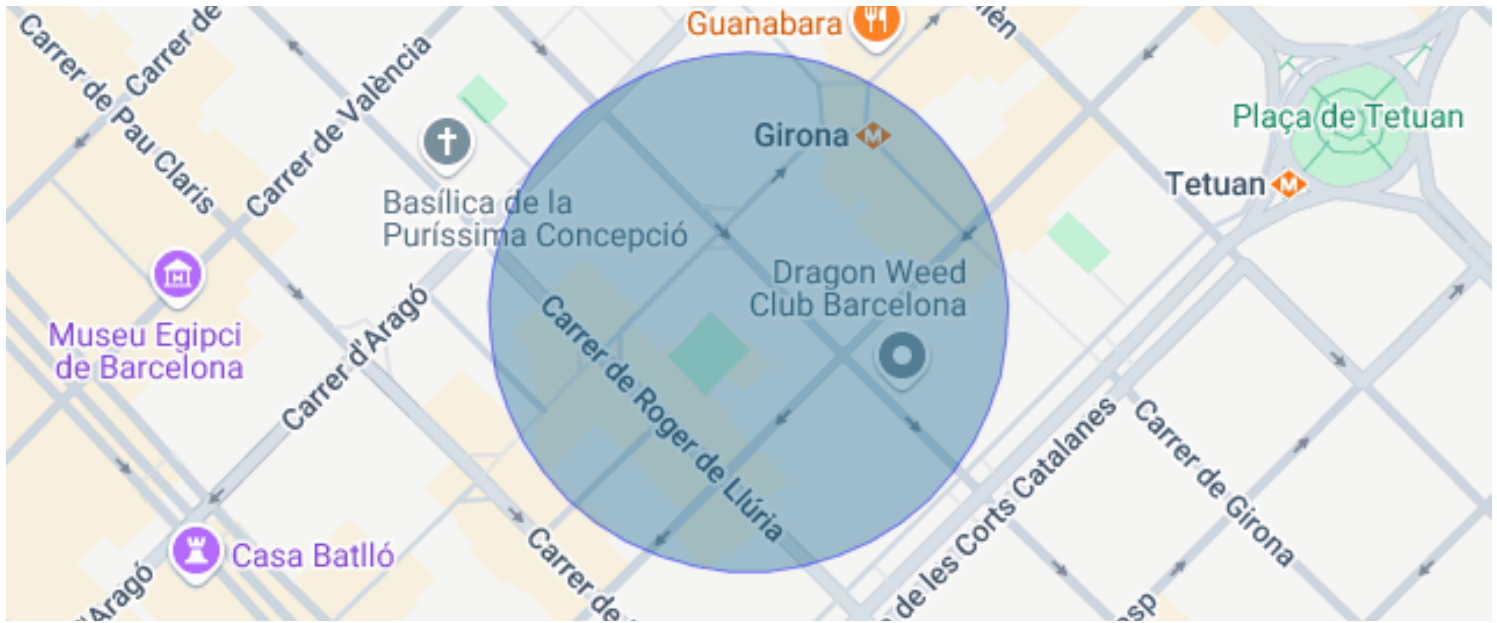 Guanabara
Carrer de
Carrer de València
Carrer de Pau Claris
Plaça de Tetuan
Girona
Tetuan
Basílica de la
Puríssima Concepció
Dragon Weed
Club Barcelona
Museu Egipci
de Barcelona
Carrer d'Aragó
Carrer de Roger de Llúria
Carrer de Girona
de les Corts Catalanes
Casa Batlló
Carrer de
d'Aragó